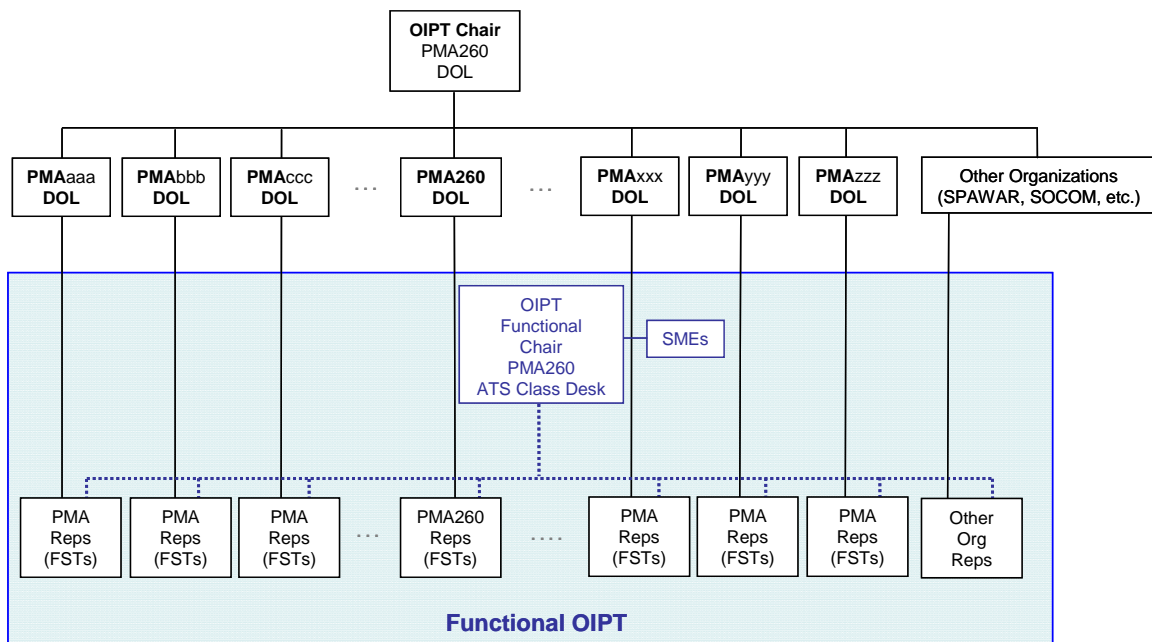 OIPT Chair
PMA260
DOL
PMAaaa
DOL
PMAbbb
DOL
PMAccc
DOL
...
PMA260
DOL
...
PMAxxx
DOL
PMAyyy
DOL
PMAzzz
DOL
Other Organizations
(SPAWAR, SOCOM, etc.)
OIPT
Functional
Chair
PMA260
ATS Class Desk
SMEs
PMA
Reps
(FSTs)
PMA
Reps
(FSTs)
PMA
Reps
(FSTs)
...
PMA260
Reps
(FSTs)
....
PMA
Reps
(FSTs)
PMA
Reps
(FSTs)
PMA
Reps
(FSTs)
Other
Org
Reps
Functional OIPT